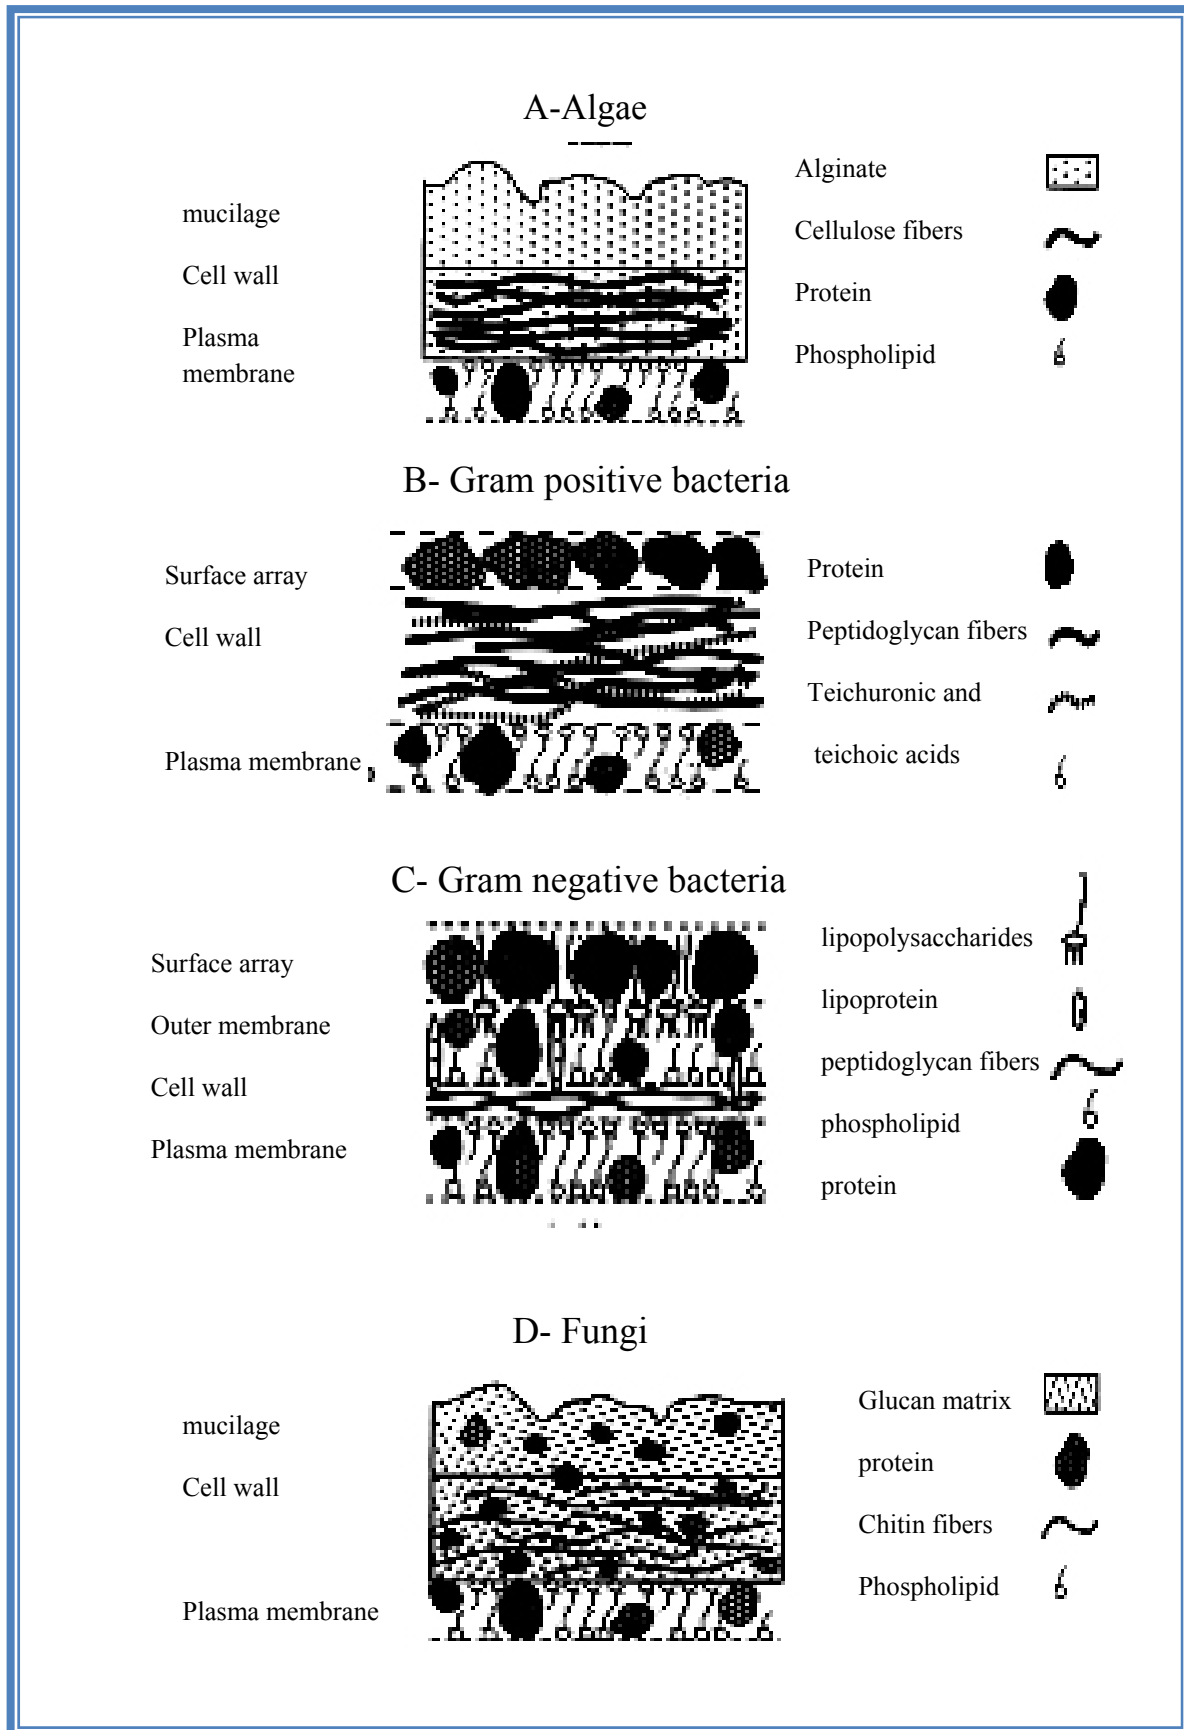 A-Algae
mucilage
Cell wall
Plasma
membrane
Alginate
Cellulose fibers
Protein
Phospholipid
B- Gram positive bacteria
Surface array
Cell wall
Plasma membrane
Protein
Peptidoglycan fibers
Teichuronic and
teichoic acids
C- Gram negative bacteria
Surface array
Outer membrane
Cell wall
Plasma membrane
lipopolysaccharides
lipoprotein
peptidoglycan fibers
phospholipid
protein
D- Fungi
mucilage
Cell wall
Plasma membrane
Glucan matrix
protein
Chitin fibers
Phospholipid